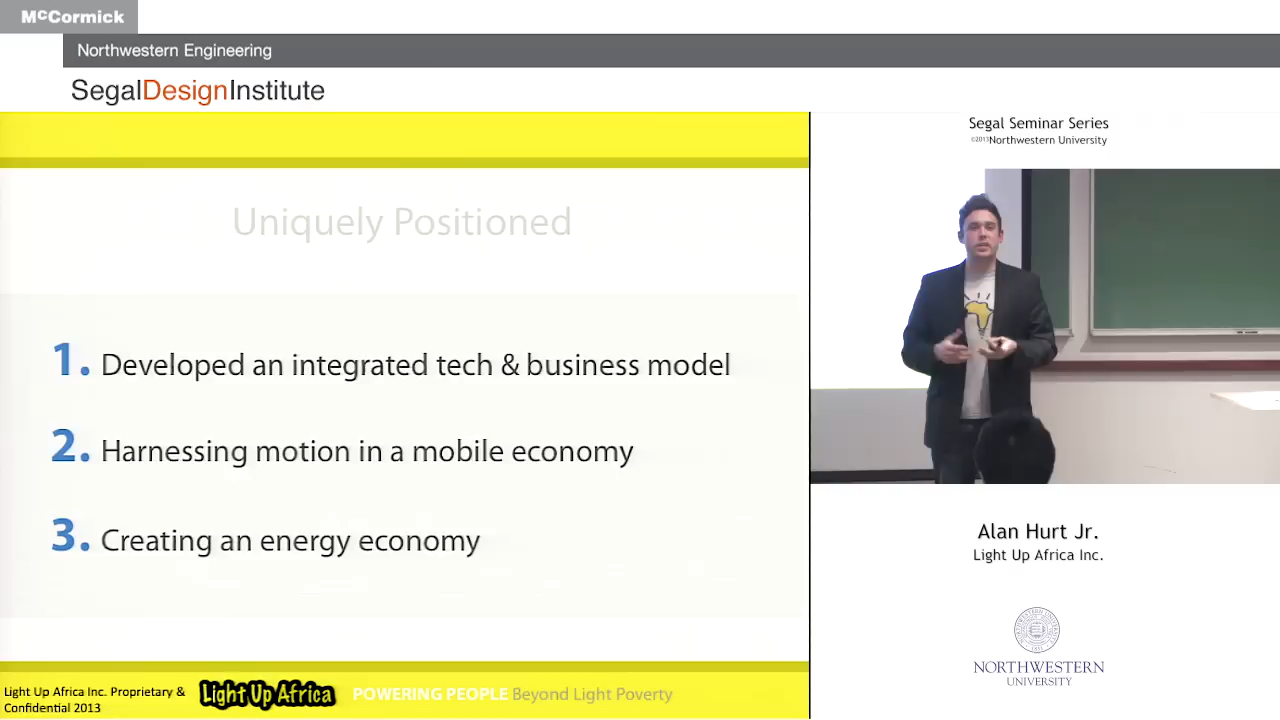 McCormick
Northwestern Engineering
SegalDesignInstitute
Segal Seminar Series
©2013Northwestern University
Uniquely Positioned
1. Developed an integrated tech & business model
2. Harnessing motion in a mobile economy
3. Creating an energy economy
Alan Hurt Jr.
Light Up Africa Inc.
NORTHWESTERN
UNIVERSITY
Light Up Africa Inc. Proprietary &
Confidential 2013
Light Up Africa
POWERING PEOPLE Beyond Light Poverty